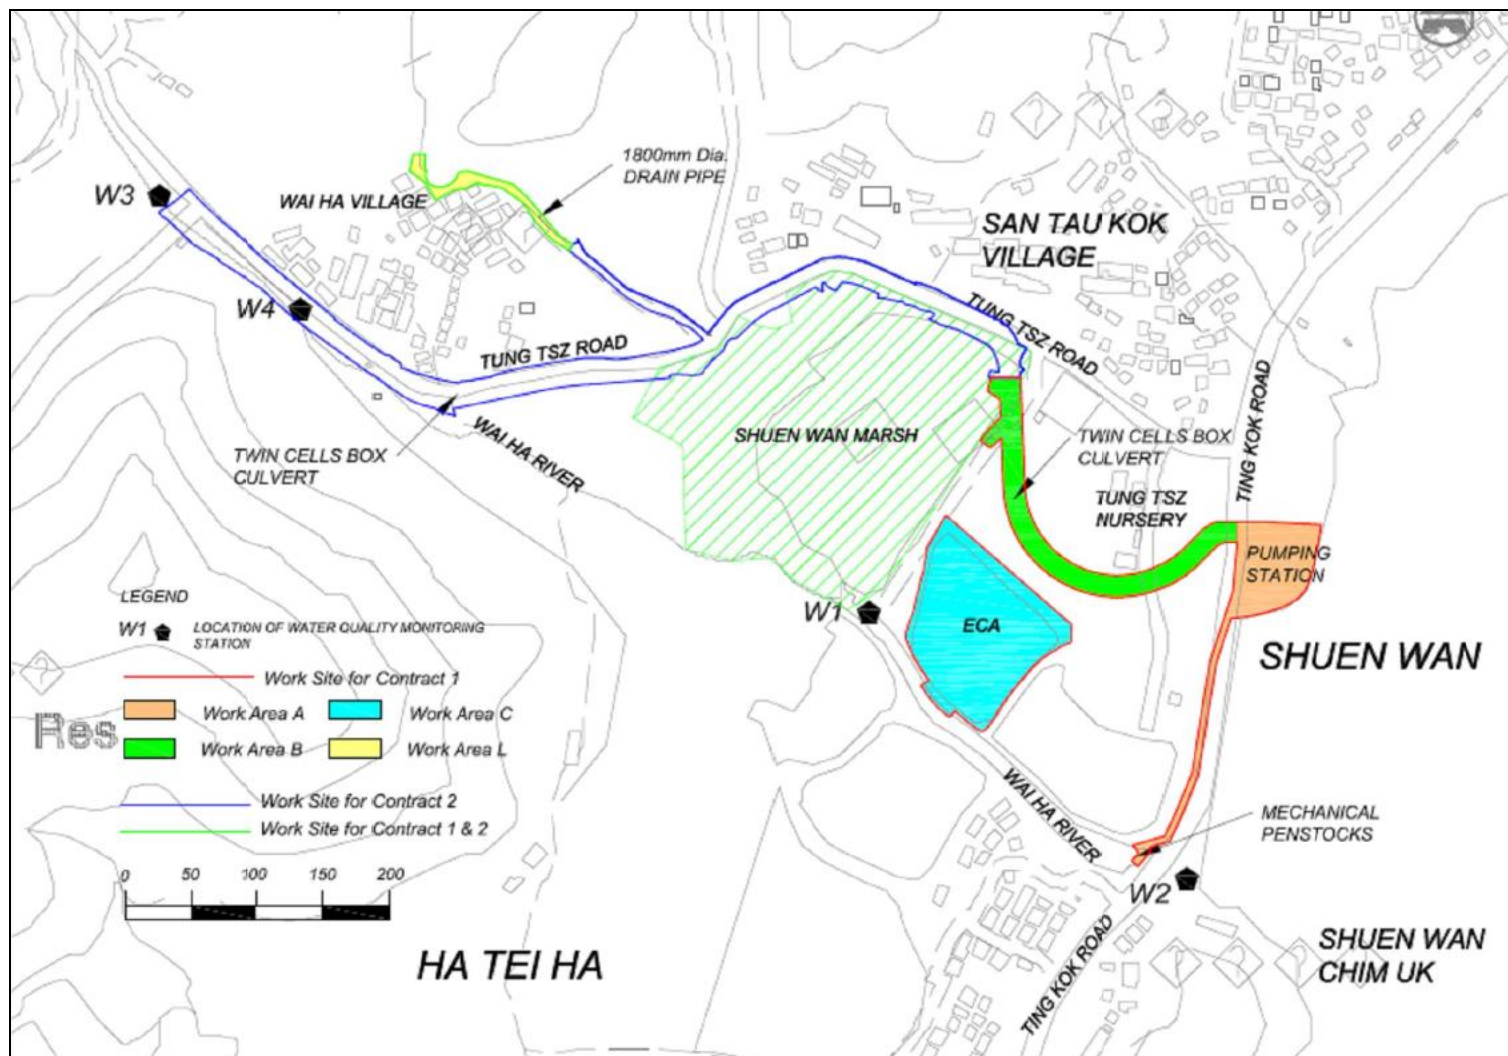 1800mm Dia.
DRAIN PIPE
W3
WAI HA VILLAGE
SAN TAU KOK
VILLAGE
W4
TUNG TSZ ROAD
TUNG TSZ ROAD
TING KOK ROAD
SHUEN WAN MARSH
TWIN CELLS BOX
CULVERT
WAI HA RIVER
TWIN CELLS BOX
CULVERT
TUNG TSZ
NURSERY
PUMPING
STATION
LEGEND
W1
LOCATION OF WATER QUALITY MONITORING
STATION
W1
ECA
SHUEN WAN
Work Site for Contract 1
Work Area A
Work Area C
Res
Work Area B
Work Area L
Work Site for Contract 2
Work Site for Contract 1 & 2
WAI HA RIVER
MECHANICAL
PENSTOCKS
0 50 100 150 200
W2
HA TEI HA
TING KOK ROAD
SHUEN WAN
CHIM UK
? ? ?
?
? ? ? ?